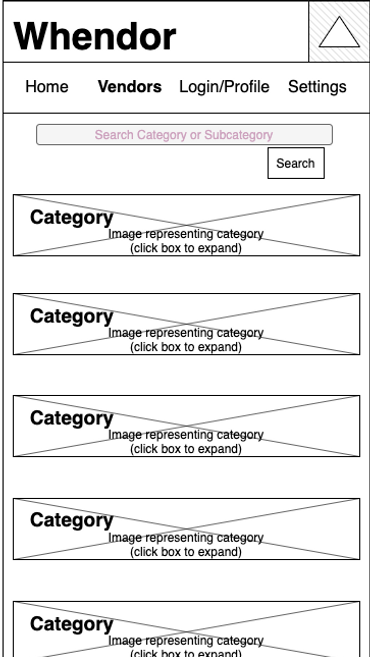 Whendor
Home Vendors Login/Profile Settings
Search Category or Subcategory
Search
Category
Image representing category
(click box to expand)
Category
Image representing category
(click box to expand)
Category
Image representing category
(click box to expand)
Category
Image representing category
(click box to expand)
Category
Image representing category
(click box to expand)